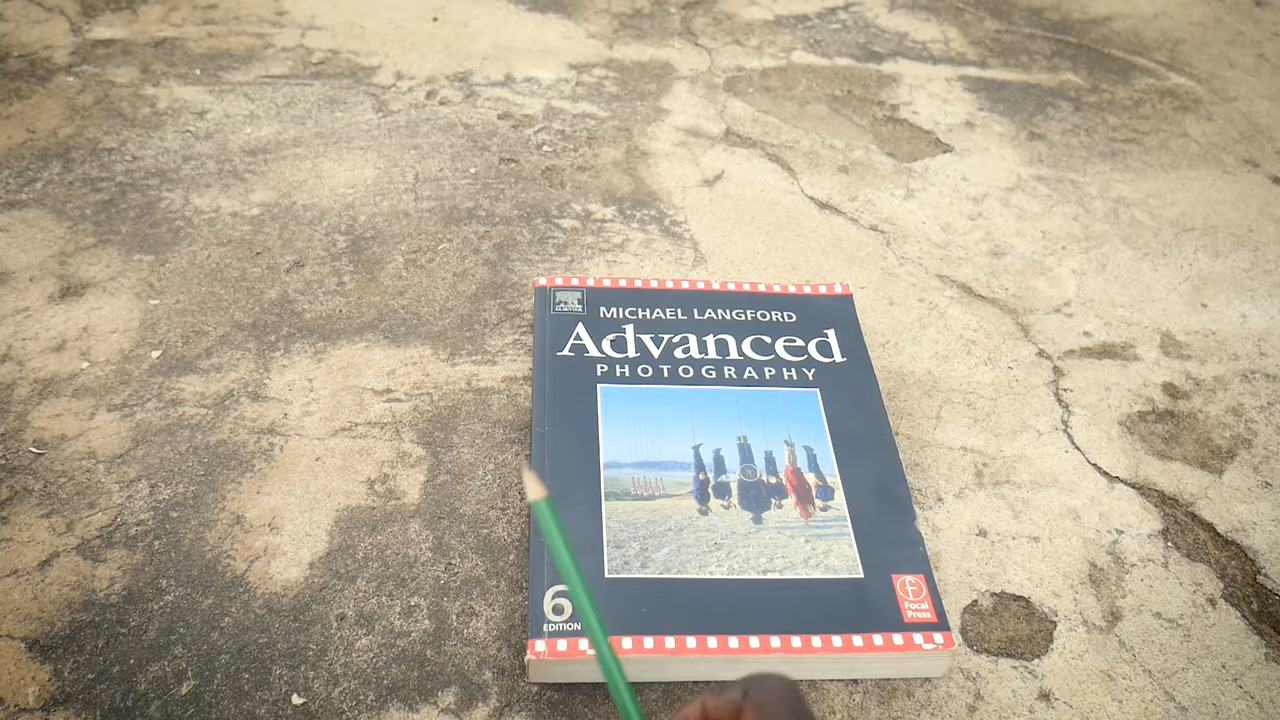 ELSEVIER
MICHAEL LANGFORD
Advanced
PHOTOGRAPHY
6
EDITION
Focal
Press